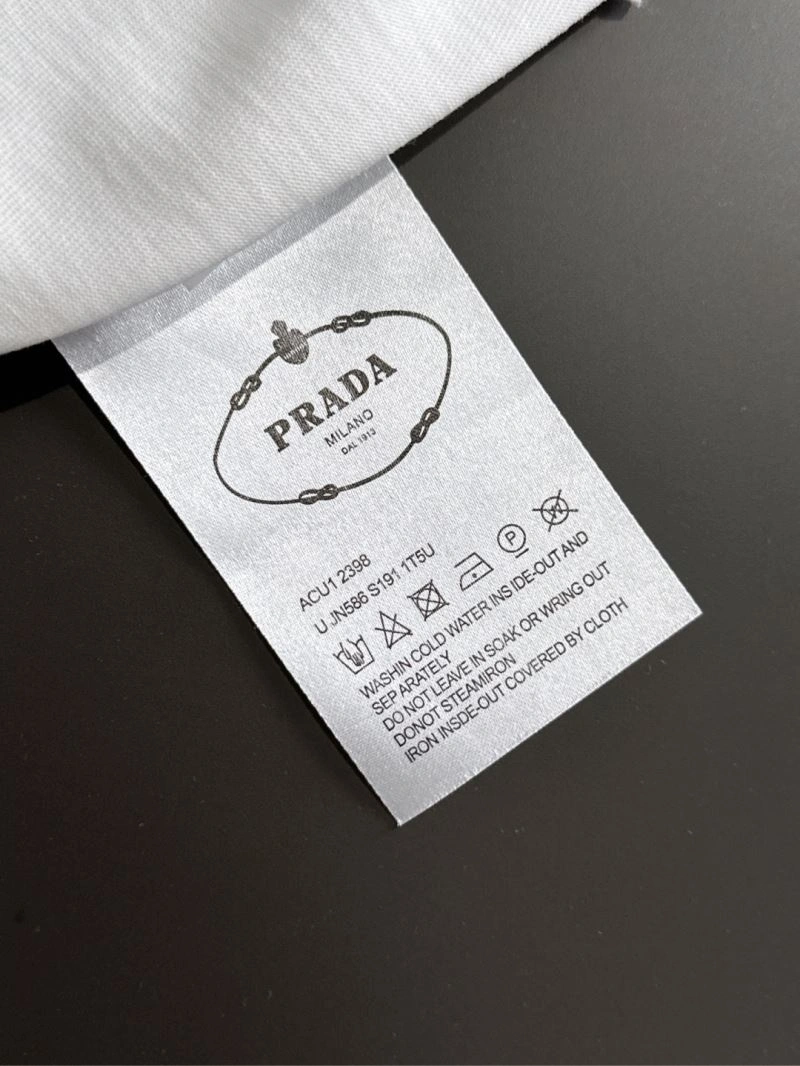 PRADA
MILANO
DAL 1913
ACU1 2398
U JN586 S191 1T5U
P
W
WASHIN COLD WATER INS IDE-OUT AND
SEP ARATELY
DO NOT LEAVE IN SOAK OR WRING OUT
DONOT STEAMIRON
IRON INSDE-OUT COVERED BY CLOTH